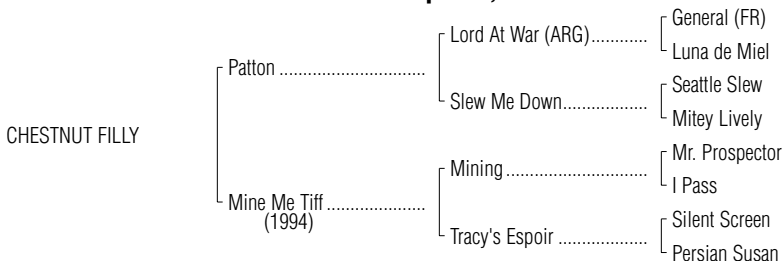 General (FR)
Lord At War (ARG)............
Luna de Miel
Patton ...............................
Seattle Slew
Slew Me Down..................
Mitey Lively
CHESTNUT FILLY
Mr. Prospector
Mining ..............................
I Pass
Mine Me Tiff .....................
(1994)
Silent Screen
Tracy's Espoir ...................
Persian Susan